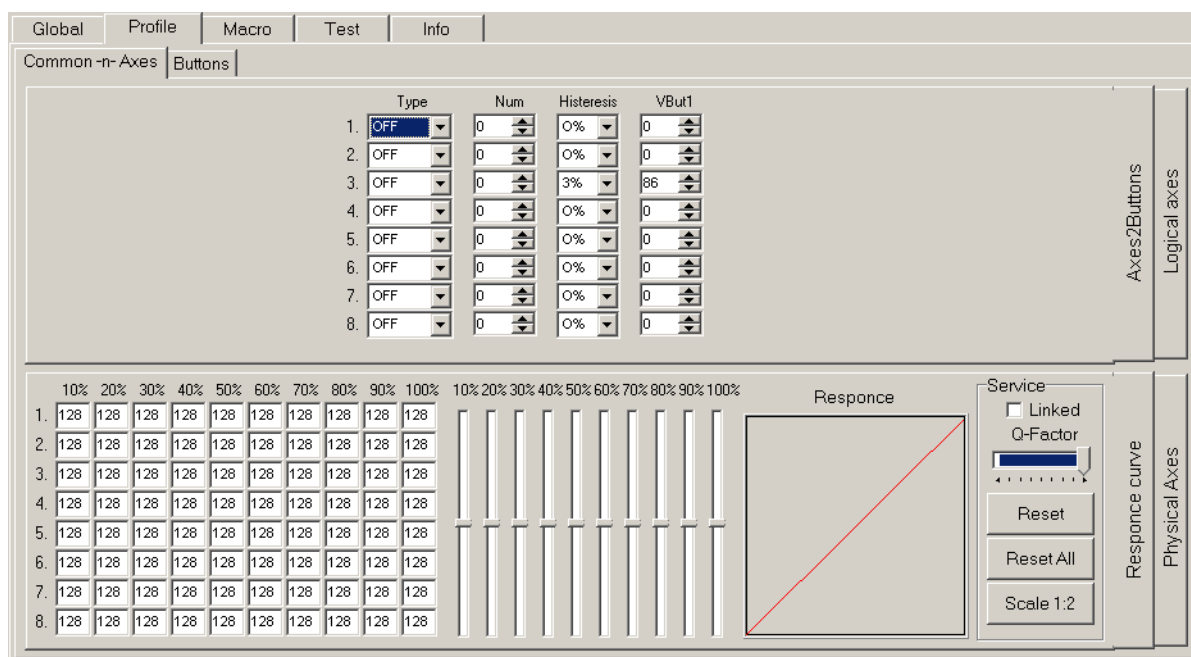 Global Profile Macro Test Info
Common -n- Axes Buttons
Type Num Histeresis VBut1
1. OFF 0 0% 0
2. OFF 0 0% 0
3. OFF 0 3% 86
4. OFF 0 0% 0
5. OFF 0 0% 0
6. OFF 0 0% 0
7. OFF 0 0% 0
8. OFF 0 0% 0
Axes2Buttons
Logical axes
10% 20% 30% 40% 50% 60% 70% 80% 90% 100% 10% 20% 30% 40% 50% 60% 70% 80% 90% 100%
1. 128 128 128 128 128 128 128 128 128 128
2. 128 128 128 128 128 128 128 128 128 128
3. 128 128 128 128 128 128 128 128 128 128
4. 128 128 128 128 128 128 128 128 128 128
5. 128 128 128 128 128 128 128 128 128 128
6. 128 128 128 128 128 128 128 128 128 128
7. 128 128 128 128 128 128 128 128 128 128
8. 128 128 128 128 128 128 128 128 128 128
Responce
Service
Linked
Q-Factor
Reset
Reset All
Scale 1:2
Responce curve
Physical Axes